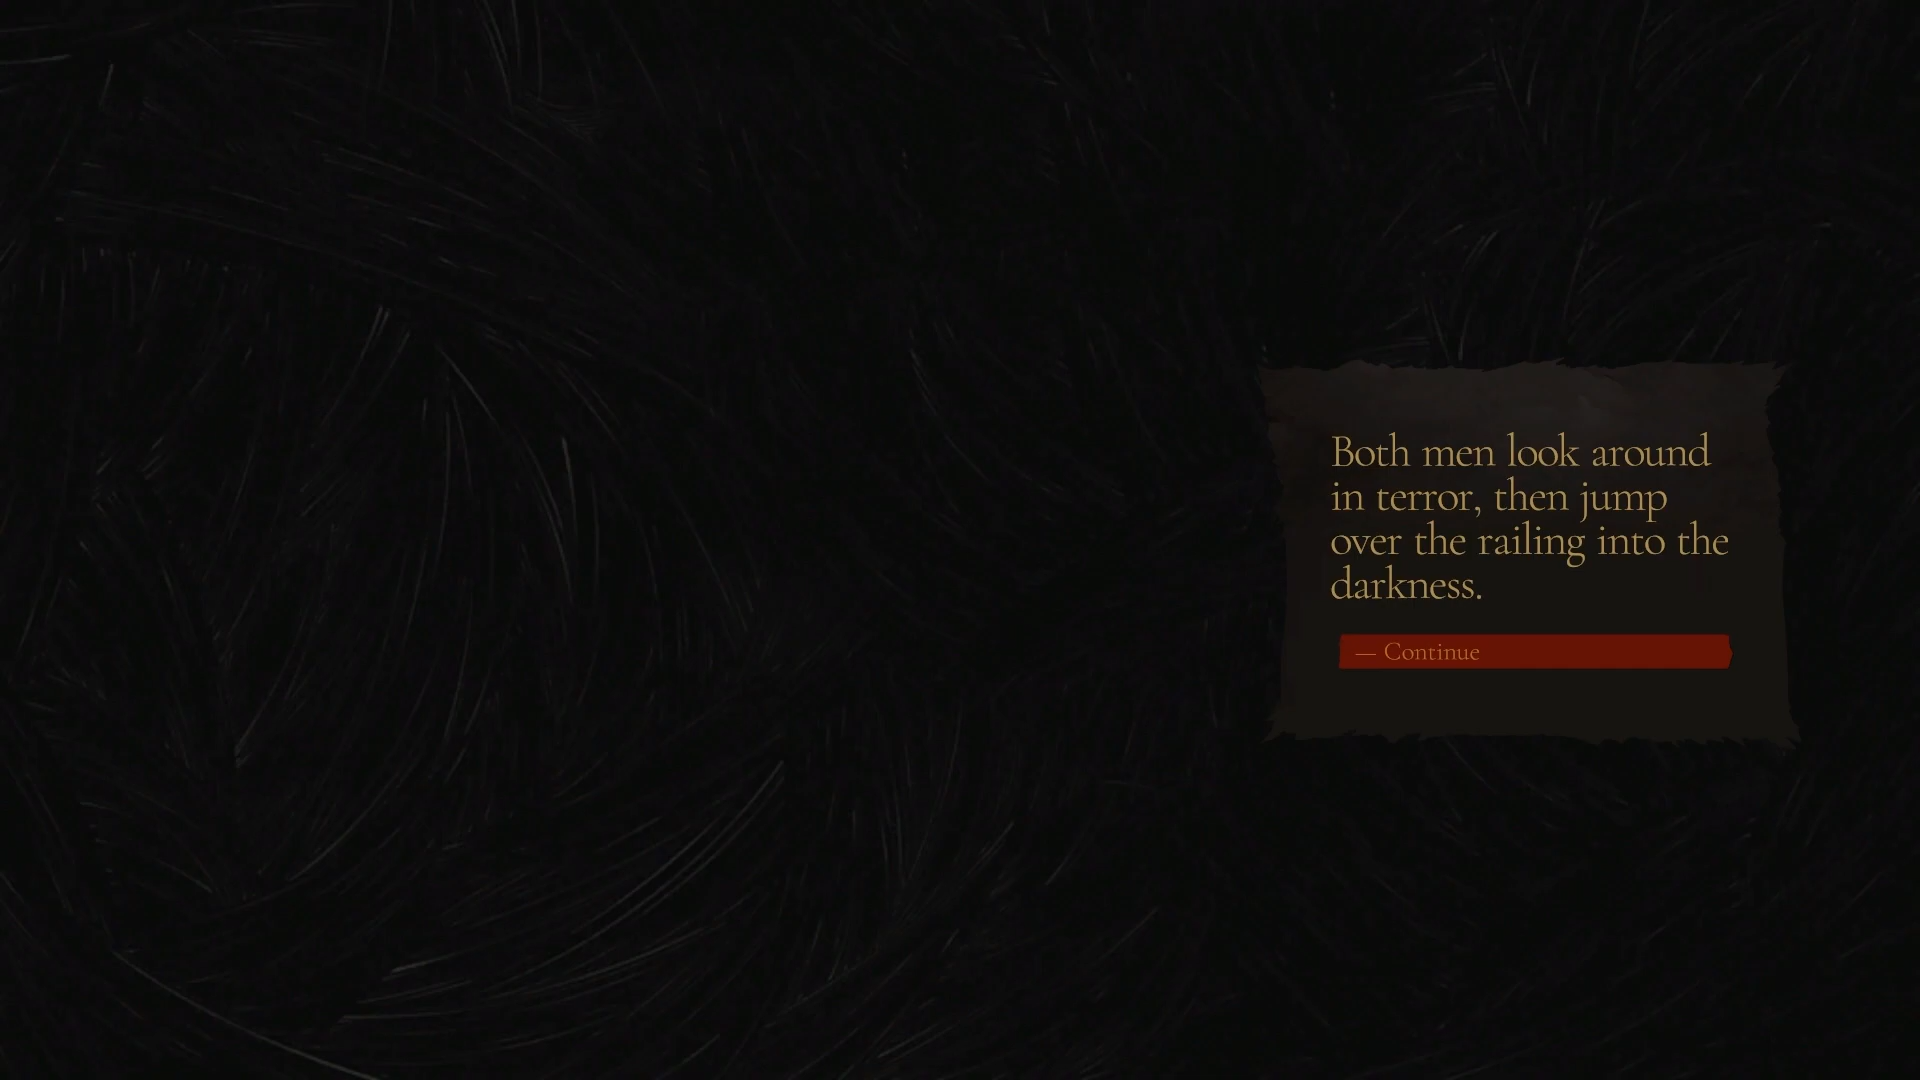 Both men look around
in terror, then jump
over the railing into the
darkness.
— Continue